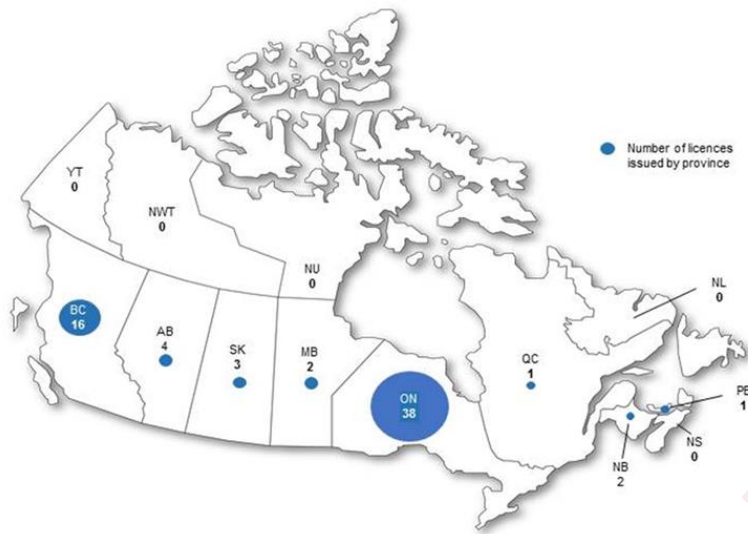 Number of licences
issued by province
YT
0
NWT
0
NU
0
NL
0
BC
16
AB
4
SK
3
MB
2
ON
38
QC
1
PE
1
NB
2
NS
0